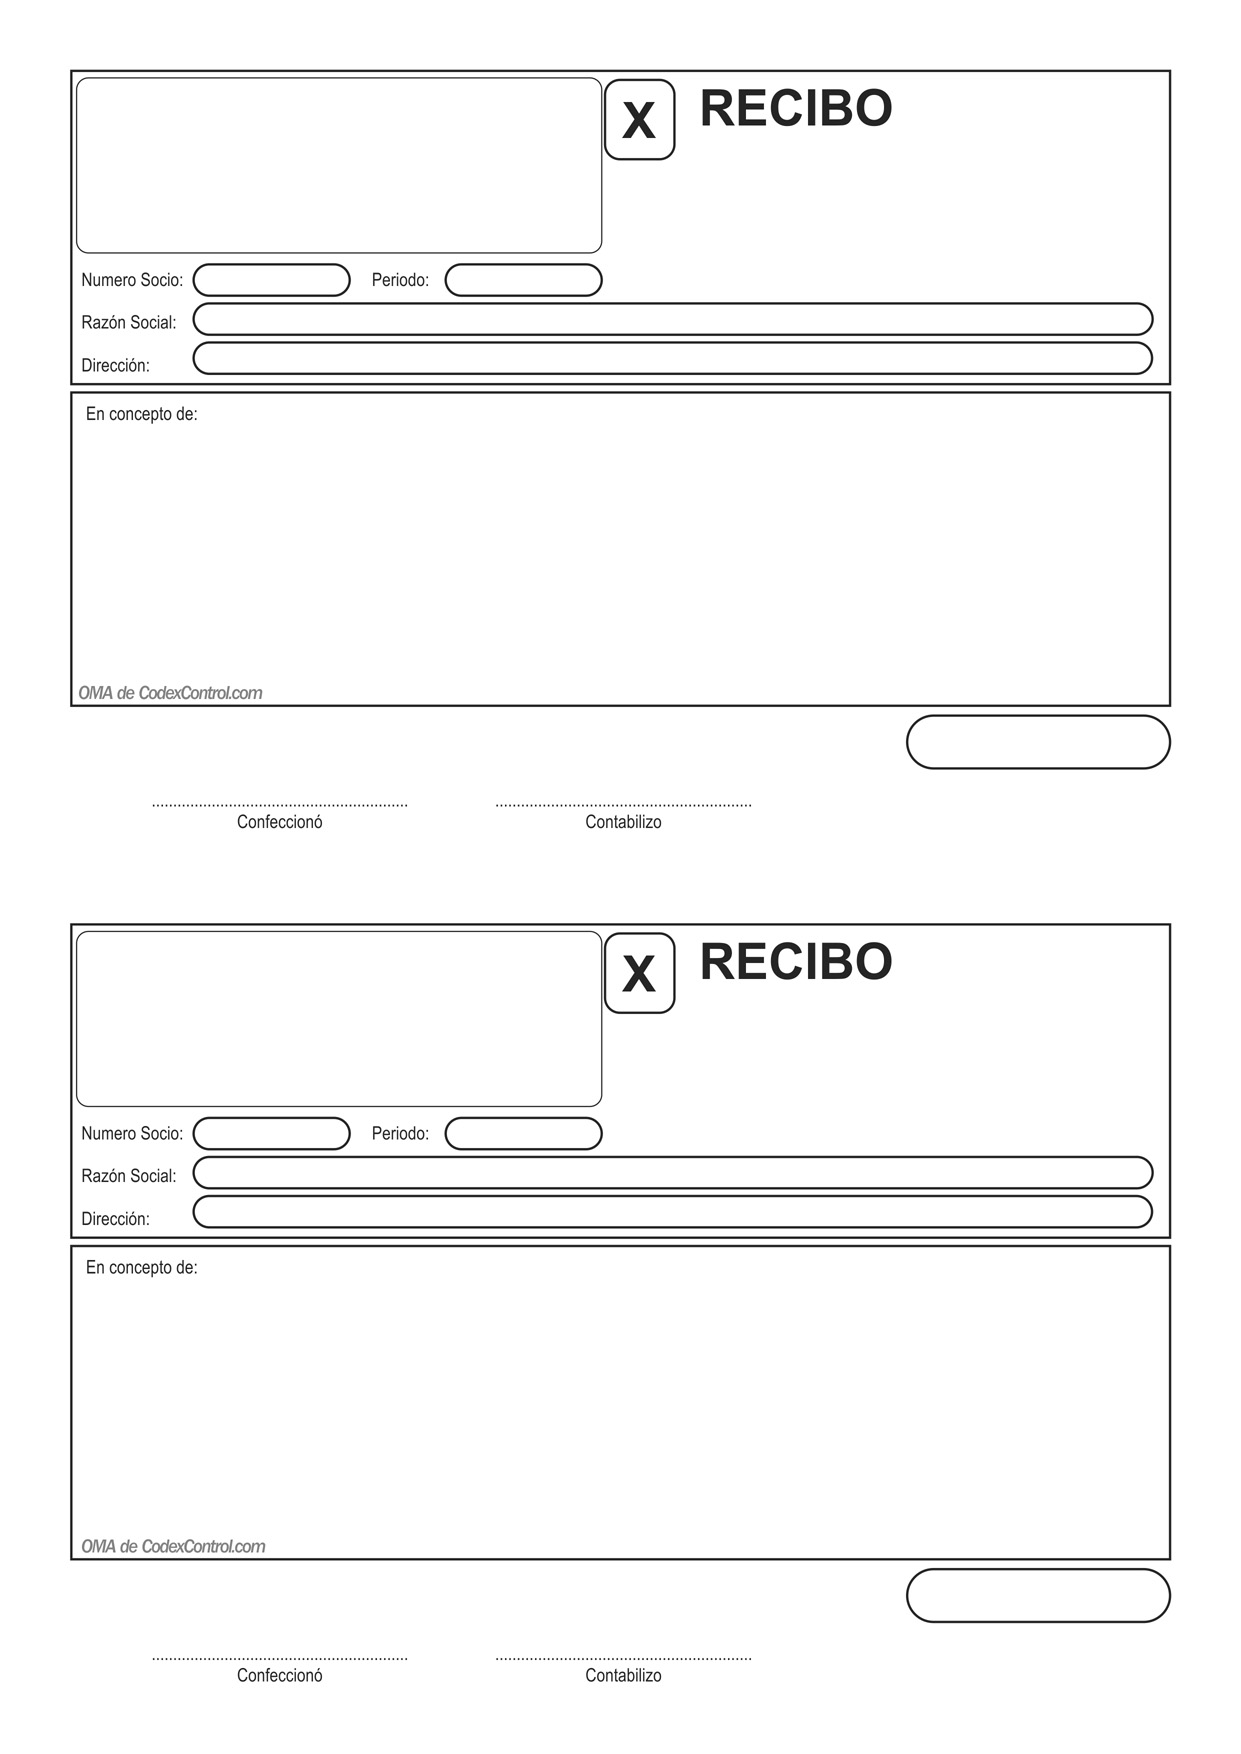 X
RECIBO
Numero Socio:
Periodo:
Razón Social:
Dirección:
En concepto de:
OMA de CodexControl.com
Confeccionó
Contabilizo
X
RECIBO
Numero Socio:
Periodo:
Razón Social:
Dirección:
En concepto de:
OMA de CodexControl.com
Confeccionó
Contabilizo